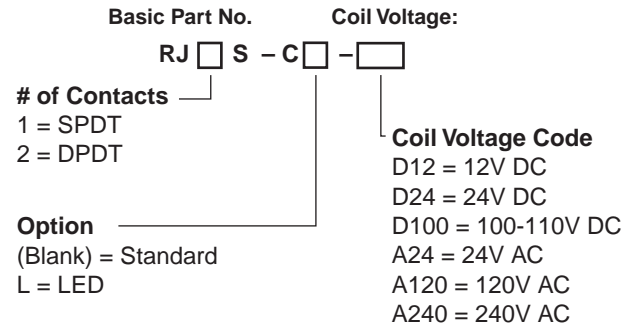 Basic Part No. Coil Voltage:
RJ S – C –
# of Contacts
1 = SPDT
2 = DPDT
Option
(Blank) = Standard
L = LED
Coil Voltage Code
D12 = 12V DC
D24 = 24V DC
D100 = 100-110V DC
A24 = 24V AC
A120 = 120V AC
A240 = 240V AC